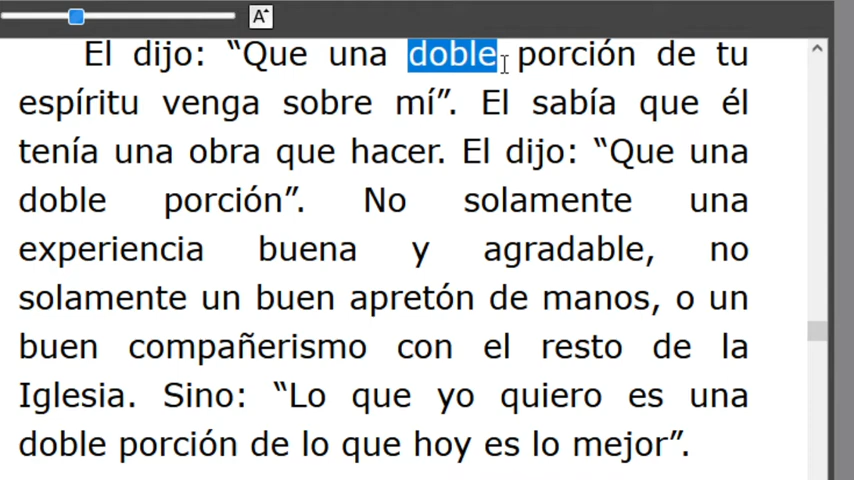 A
El dijo: “Que una doble porción de tu
espíritu venga sobre mí”. El sabía que él
tenía una obra que hacer. El dijo: “Que una
doble porción”. No solamente una
experiencia buena y agradable, no
solamente un buen apretón de manos, o un
buen compañerismo con el resto de la
Iglesia. Sino: “Lo que yo quiero es una
doble porción de lo que hoy es lo mejor”.